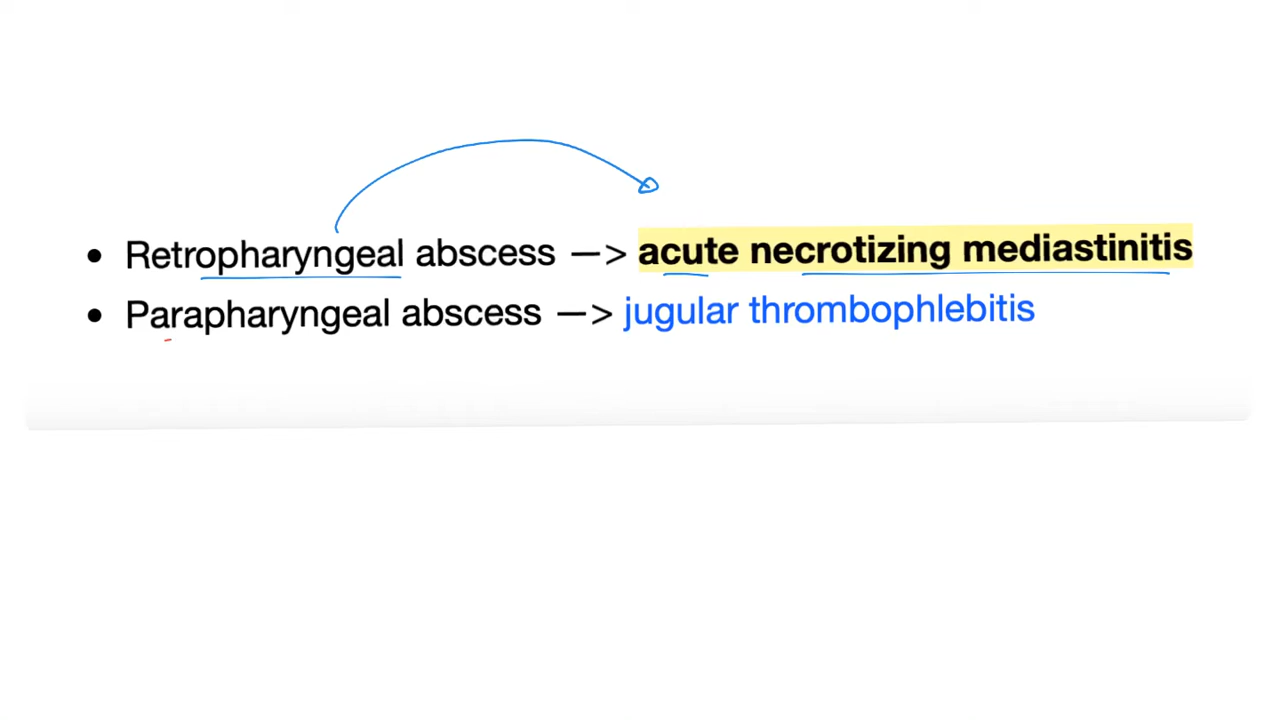 • Retropharyngeal abscess —> acute necrotizing mediastinitis
• Parapharyngeal abscess —> jugular thrombophlebitis